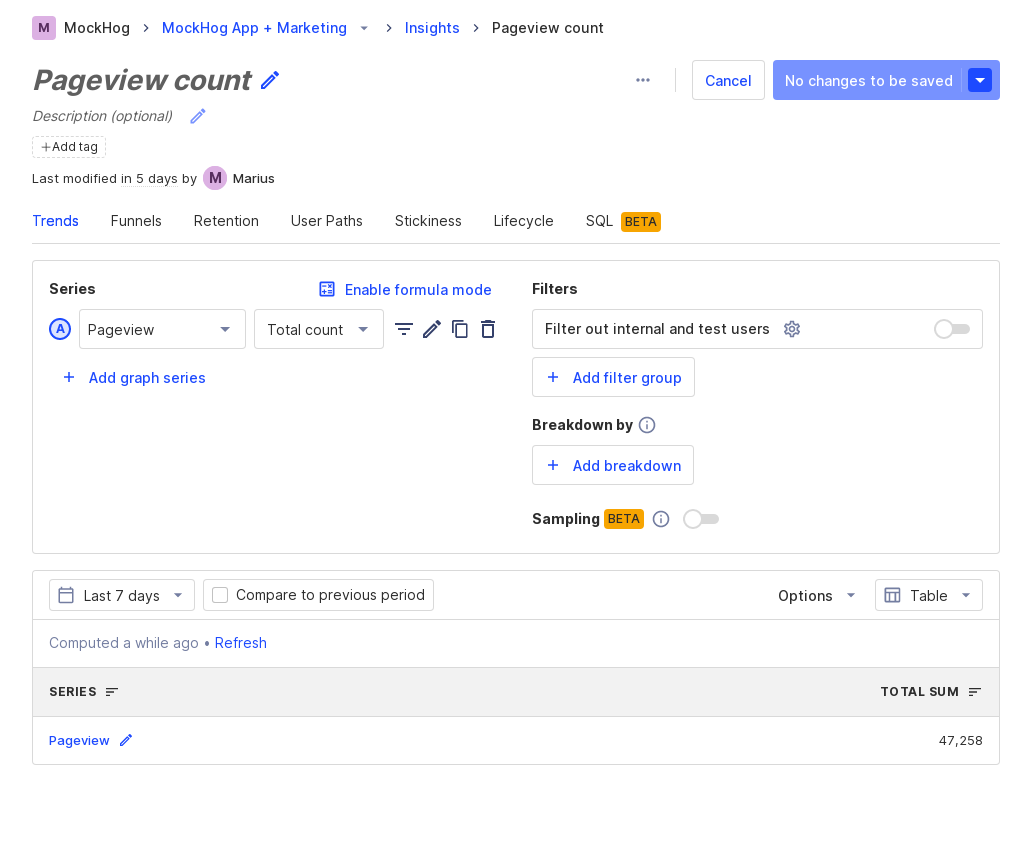 M MockHog MockHog App + Marketing Insights Pageview count
Pageview count
Cancel No changes to be saved
Description (optional)
+Add tag
Last modified in 5 days by M Marius
Trends Funnels Retention User Paths Stickiness Lifecycle SQL BETA
Series Enable formula mode
A Pageview Total count
+ Add graph series
Filters
Filter out internal and test users
+ Add filter group
Breakdown by
+ Add breakdown
Sampling BETA
Last 7 days Compare to previous period Options Table
Computed a while ago • Refresh
SERIES TOTAL SUM
Pageview 47,258